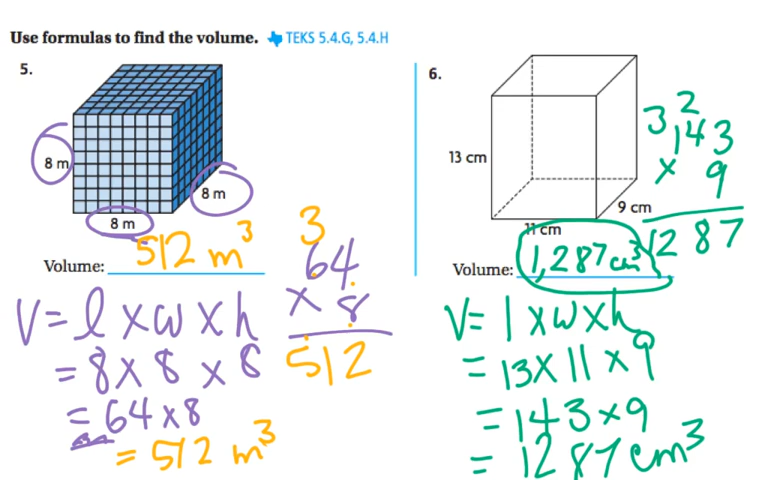 Use formulas to find the volume. TEKS 5.4.G, 5.4.H
5.
8 m
8 m
8 m
512 m³
Volume:
3
64
× 8
512
V = l × w × h
= 8 × 8 × 8
= 64 × 8
= 512 m³
6.
13 cm
9 cm
11 cm
1,287 cm³
Volume:
3 2
143
× 9
1287
V = l × w × h
= 13 × 11 × 9
= 143 × 9
= 1287 cm³